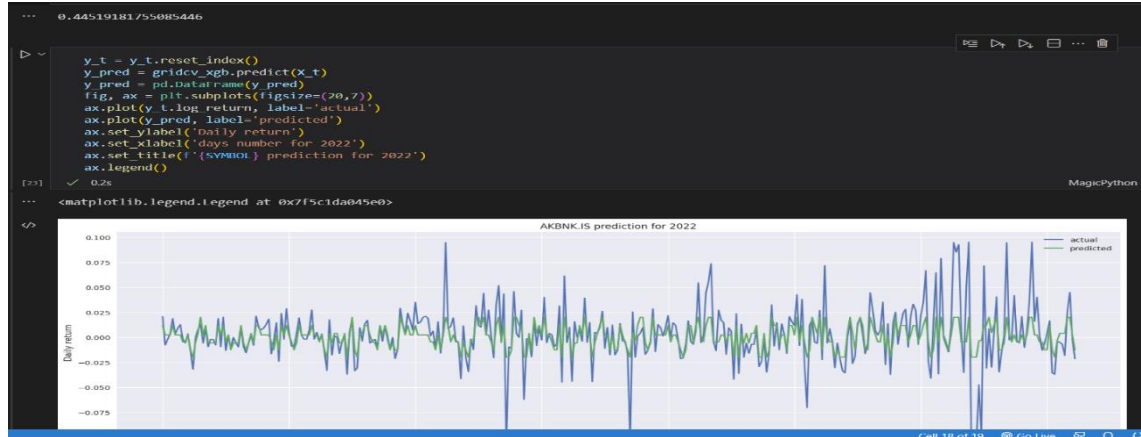 ... 0.44519181755085446
y_t = y_t.reset_index()
y_pred = gridcv_xgb.predict(X_t)
y_pred = pd.DataFrame(y_pred)
fig, ax = plt.subplots(figsize=(20,7))
ax.plot(y_t.log_return, label='actual')
ax.plot(y_pred, label='predicted')
ax.set_ylabel('Daily return')
ax.set_xlabel('days number for 2022')
ax.set_title(f'{SYMBOL} prediction for 2022')
ax.legend()
[23] ✓ 0.2s MagicPython
... <matplotlib.legend.Legend at 0x7f5c1da045e0>
</> AKBNK.IS prediction for 2022
actual
predicted
0.100
0.075
0.050
0.025
0.000
−0.025
−0.050
−0.075
Daily return
Cell 18 of 19 Go Live